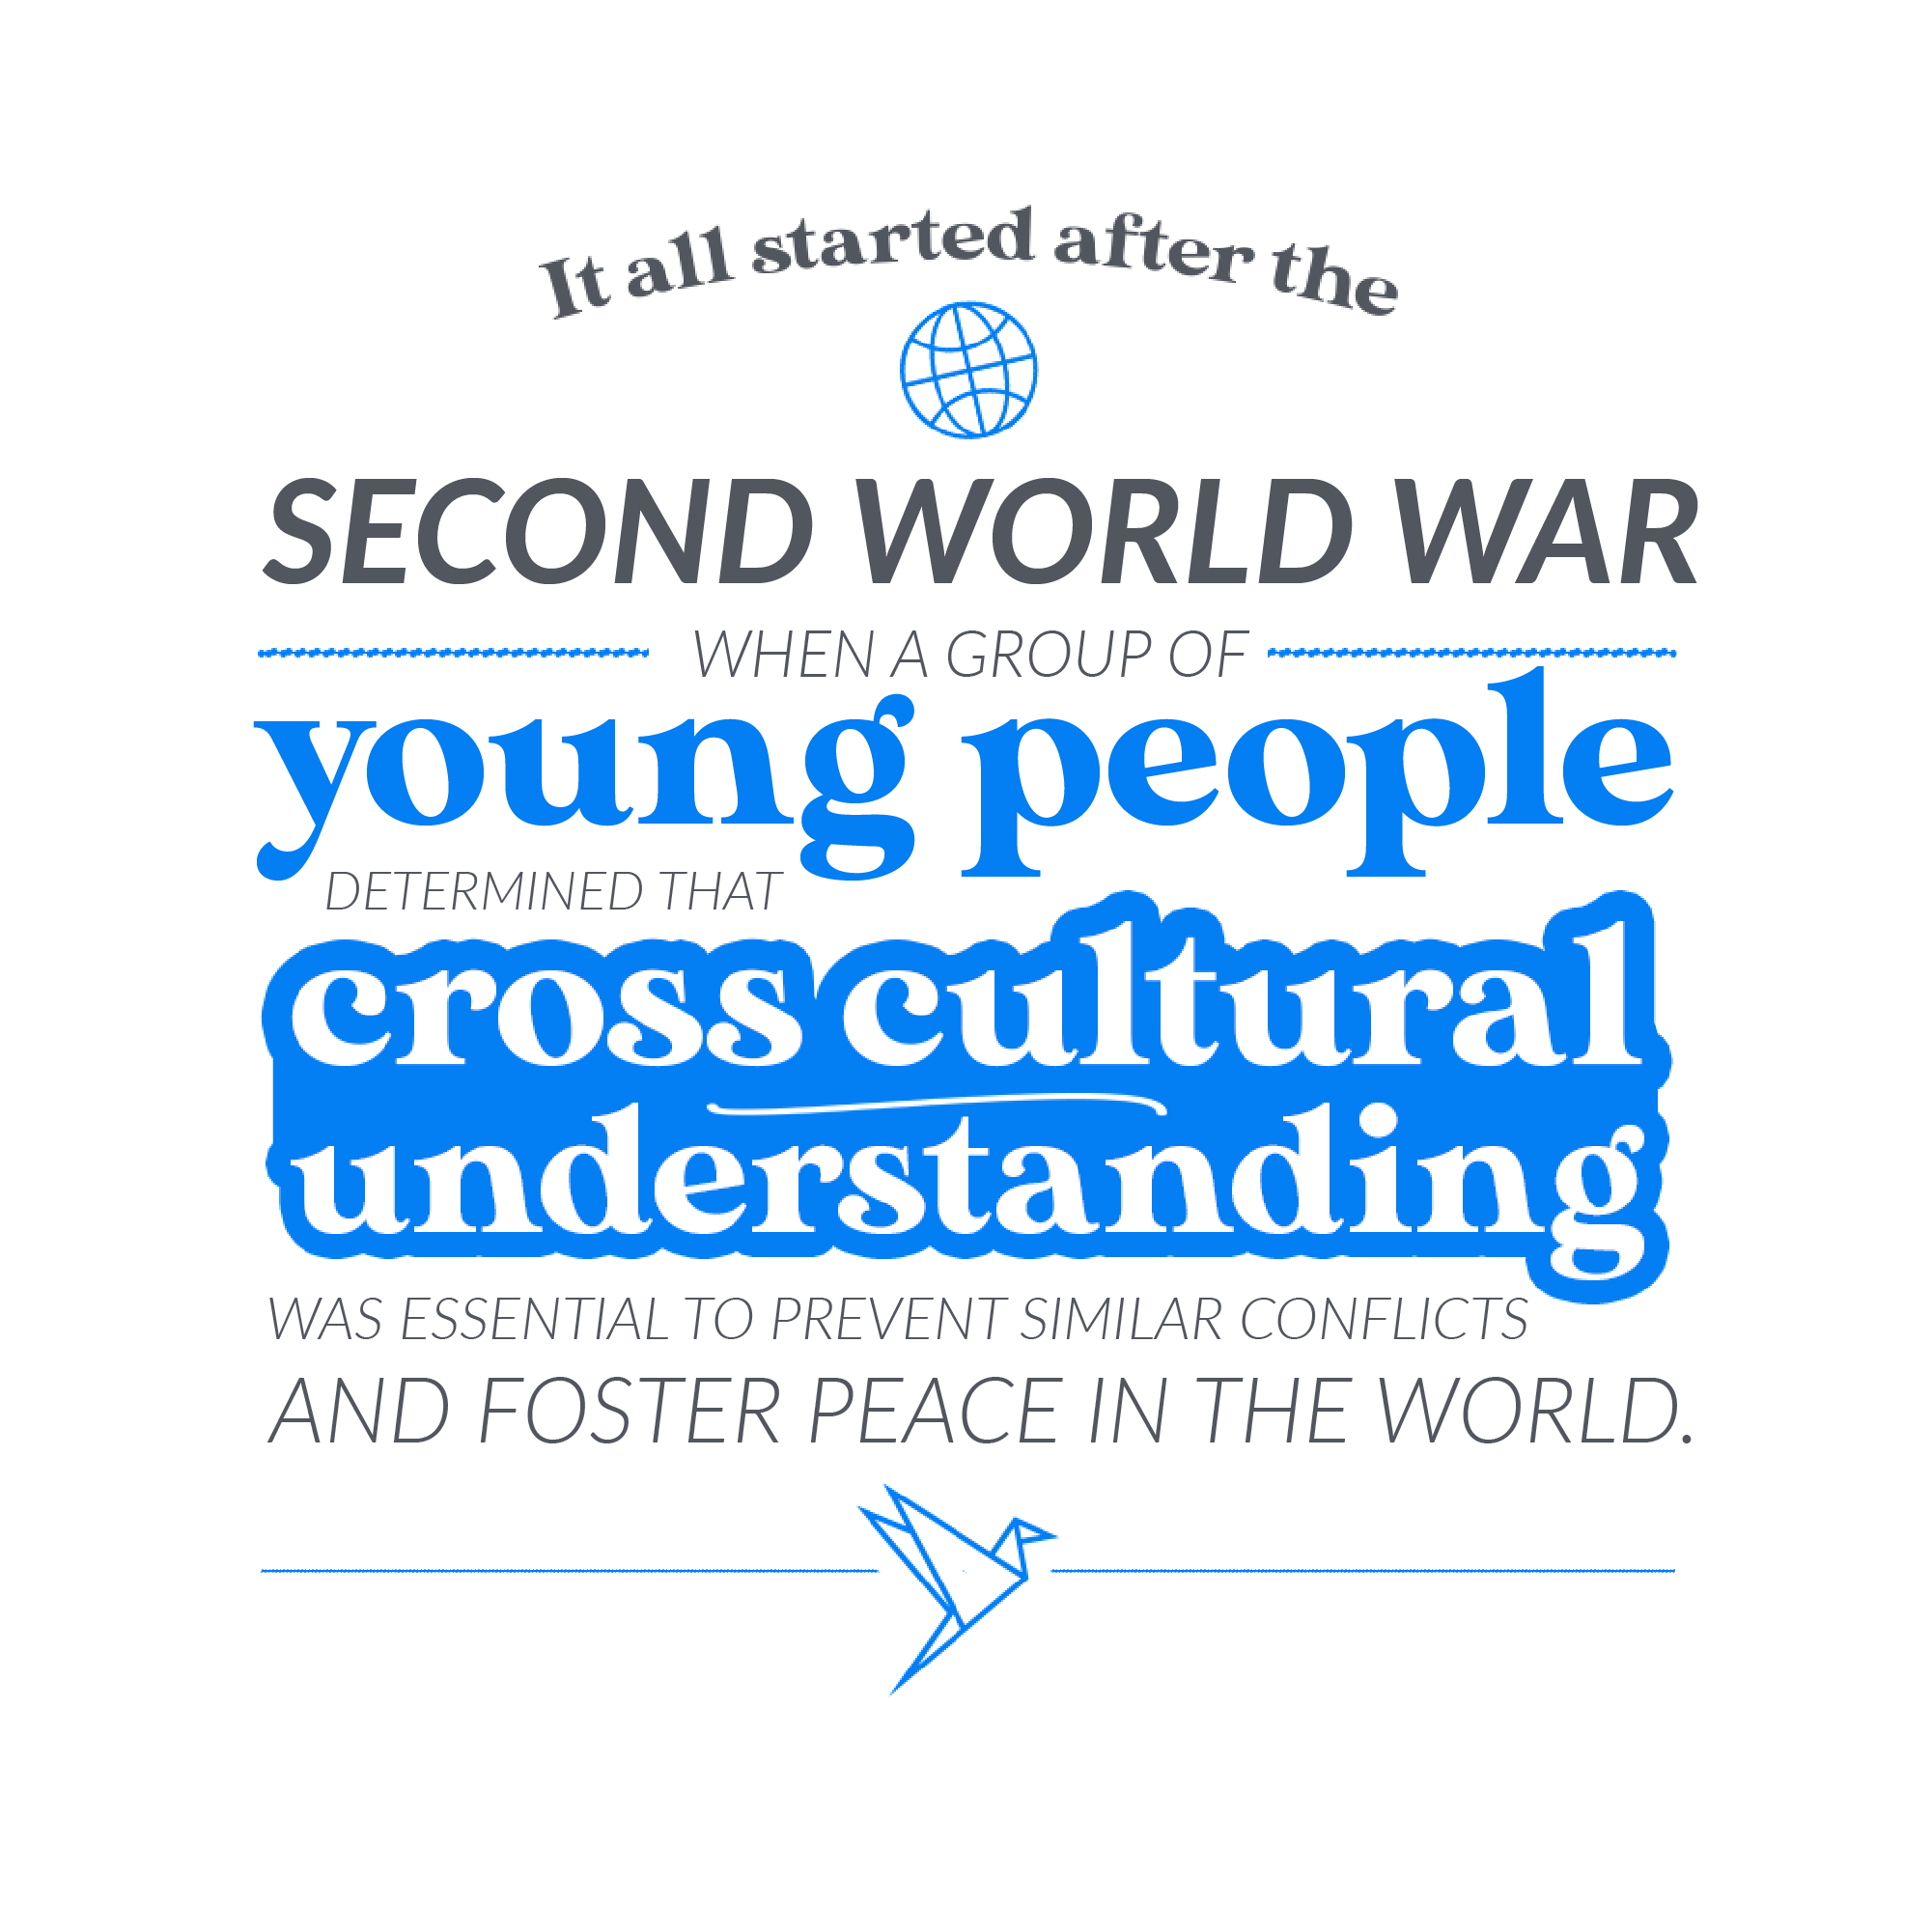 It all started after the
SECOND WORLD WAR
WHEN A GROUP OF
young people
DETERMINED THAT
cross cultural
understanding
WAS ESSENTIAL TO PREVENT SIMILAR CONFLICTS
AND FOSTER PEACE IN THE WORLD.